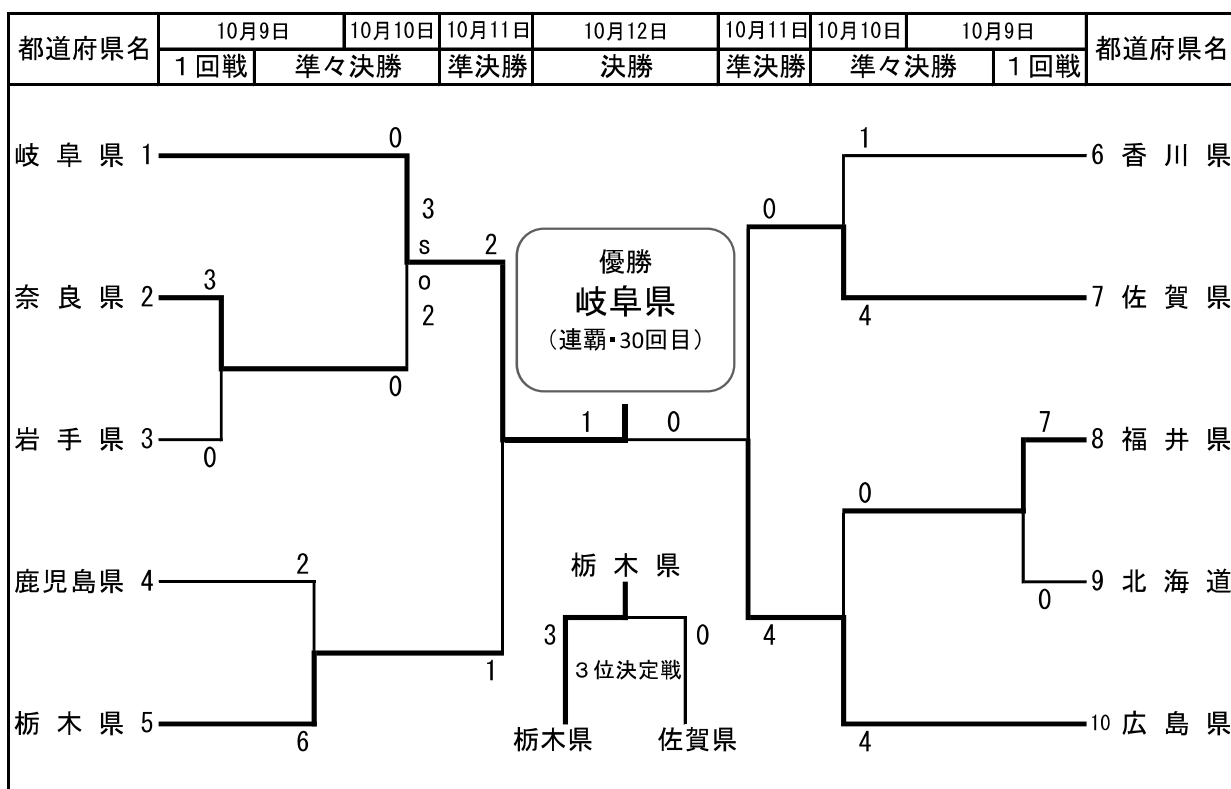 都道府県名 10月9日 10月10日 10月11日 10月12日 10月11日 10月10日 10月9日 都道府県名
1回戦 準々決勝 準決勝 決勝 準決勝 準々決勝 1回戦
0 1
岐阜県 1 6 香川県
3 0
s 2 優勝
o 岐阜県
奈良県 2 3 2 (連覇・30回目) 4 7 佐賀県
0
1 0 7
岩手県 3 8 福井県
0 0
2 栃木県
鹿児島県 4 9 北海道
0
3 0 4
1 3位決定戦
栃木県 5 10 広島県
6 栃木県 佐賀県 4